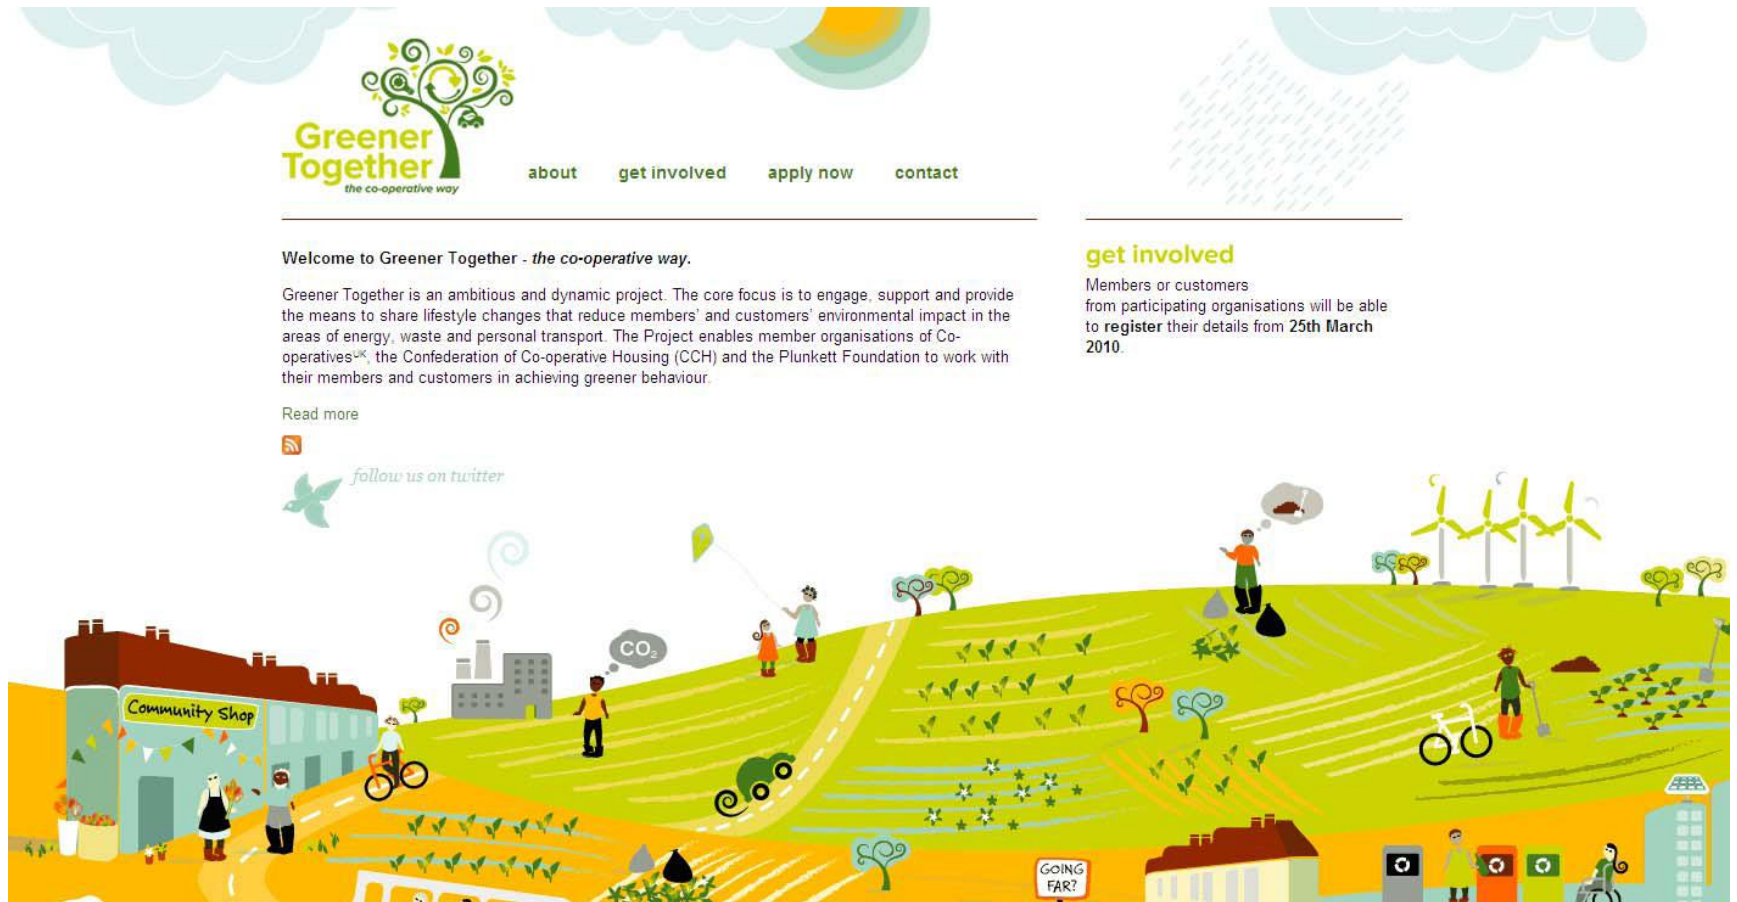 Greener
Together
the co-operative way
about
get involved
apply now
contact
Welcome to Greener Together - the co-operative way.
Greener Together is an ambitious and dynamic project. The core focus is to engage, support and provide
the means to share lifestyle changes that reduce members' and customers' environmental impact in the
areas of energy, waste and personal transport. The Project enables member organisations of Co-
operativesUK, the Confederation of Co-operative Housing (CCH) and the Plunkett Foundation to work with
their members and customers in achieving greener behaviour.
Read more
follow us on twitter
get involved
Members or customers
from participating organisations will be able
to register their details from 25th March
2010.
CO2
Community Shop
GOING
FAR?